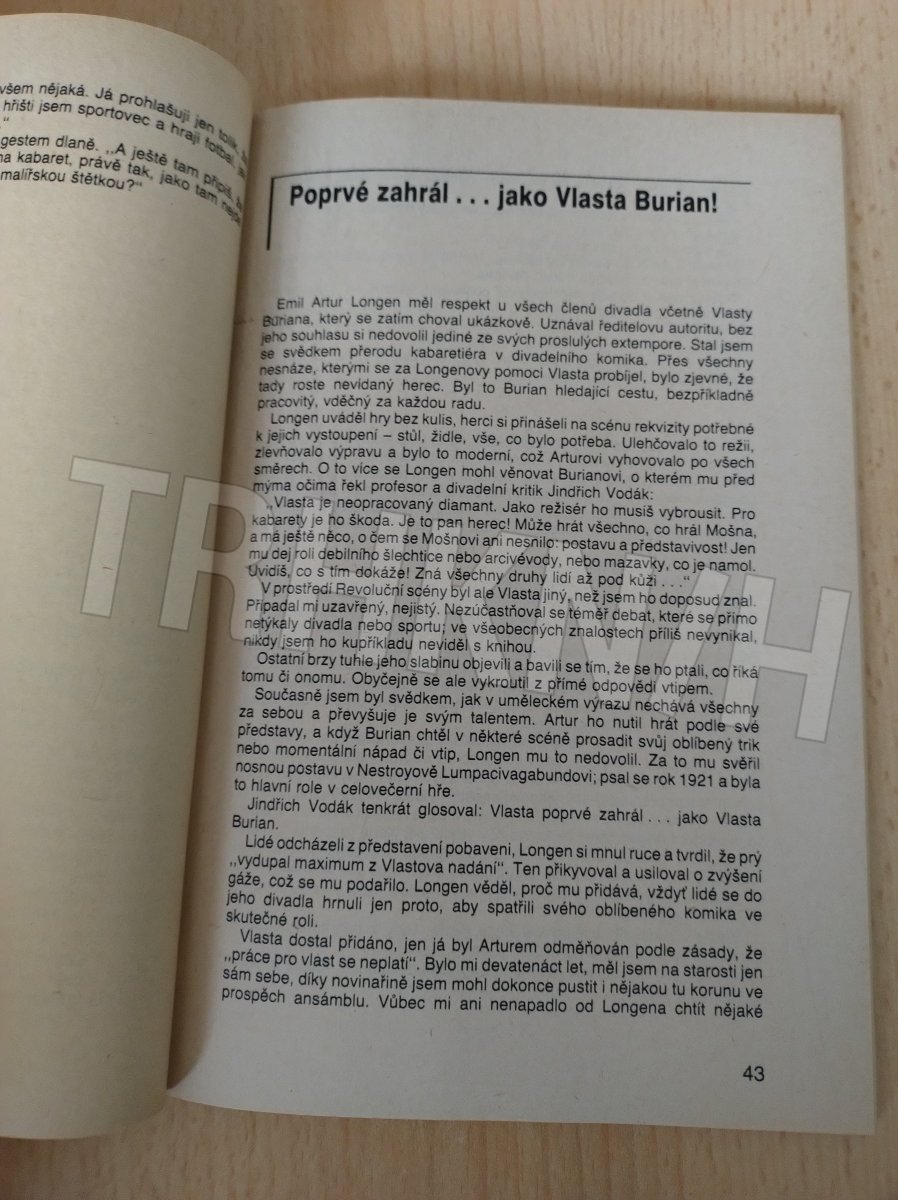 všem nějaká. Já prohlašuji jen tolik,
hřišti jsem sportovec a hraji fotbal,
."
gestem dlaně. „A ještě tam připiš,
na kabaret, právě tak, jako tam nejde
malířskou štětkou?"
Poprvé zahrál . . . jako Vlasta Burian!
Emil Artur Longen měl respekt u všech členů divadla včetně Vlasty
Buriana, který se zatím choval ukázkově. Uznával ředitelovu autoritu, bez
jeho souhlasu si nedovolil jediné ze svých proslulých extempore. Stal jsem
se svědkem přerodu kabaretiéra v divadelního komika. Přes všechny
nesnáze, kterými se za Longenovy pomoci Vlasta probíjel, bylo zjevné, že
tady roste nevídaný herec. Byl to Burian hledající cestu, bezpříkladně
pracovitý, vděčný za každou radu.
Longen uváděl hry bez kulis, herci si přinášeli na scénu rekvizity potřebné
k jejich vystoupení – stůl, židle, vše, co bylo potřeba. Ulehčovalo to režii,
zlevňovalo výpravu a bylo to moderní, což Arturovi vyhovovalo po všech
směrech. O to více se Longen mohl věnovat Burianovi, o kterém mu před
mýma očima řekl profesor a divadelní kritik Jindřich Vodák:
„Vlasta je neopracovaný diamant. Jako režisér ho musíš vybrousit. Pro
kabarety je ho škoda. Je to pan herec! Může hrát všechno, co hrál Mošna,
a má ještě něco, o čem se Mošnovi ani nesnilo: postavu a představivost! Jen
mu dej roli debilního šlechtice nebo arcivévody, nebo mazavky, co je namol.
Uvidíš, co s tím dokáže! Zná všechny druhy lidí až pod kůži . . ."
V prostředí Revoluční scény byl ale Vlasta jiný, než jsem ho doposud znal.
Připadal mi uzavřený, nejistý. Nezúčastňoval se téměř debat, které se přímo
netýkaly divadla nebo sportu; ve všeobecných znalostech příliš nevynikal,
nikdy jsem ho kupříkladu neviděl s knihou.
Ostatní brzy tuhle jeho slabinu objevili a bavili se tím, že se ho ptali, co říká
tomu či onomu. Obyčejně se ale vykroutil z přímé odpovědí vtipem.
Současně jsem byl svědkem, jak v uměleckém výrazu nechává všechny
za sebou a převyšuje je svým talentem. Artur ho nutil hrát podle své
představy, a když Burian chtěl v některé scéně prosadit svůj oblíbený trik
nebo momentální nápad či vtip, Longen mu to nedovolil. Za to mu svěřil
nosnou postavu v Nestroyově Lumpacivagabundovi; psal se rok 1921 a byla
to hlavní role v celovečerní hře.
Jindřich Vodák tenkrát glosoval: Vlasta poprvé zahrál . . . jako Vlasta
Burian.
Lidé odcházeli z představení pobaveni, Longen si mnul ruce a tvrdil, že prý
„vydupal maximum z Vlastova nadání". Ten přikyvoval a usiloval o zvýšení
gáže, což se mu podařilo. Longen věděl, proč mu přidává, vždyť lidé se do
jeho divadla hrnuli jen proto, aby spatřili svého oblíbeného komika ve
skutečné roli.
Vlasta dostal přidáno, jen já byl Arturem odměňován podle zásady, že
„práce pro vlast se neplatí". Bylo mi devatenáct let, měl jsem na starosti jen
sám sebe, díky novinařině jsem mohl dokonce pustit i nějakou tu korunu ve
prospěch ansámblu. Vůbec mi ani nenapadlo od Longena chtít nějaké
43